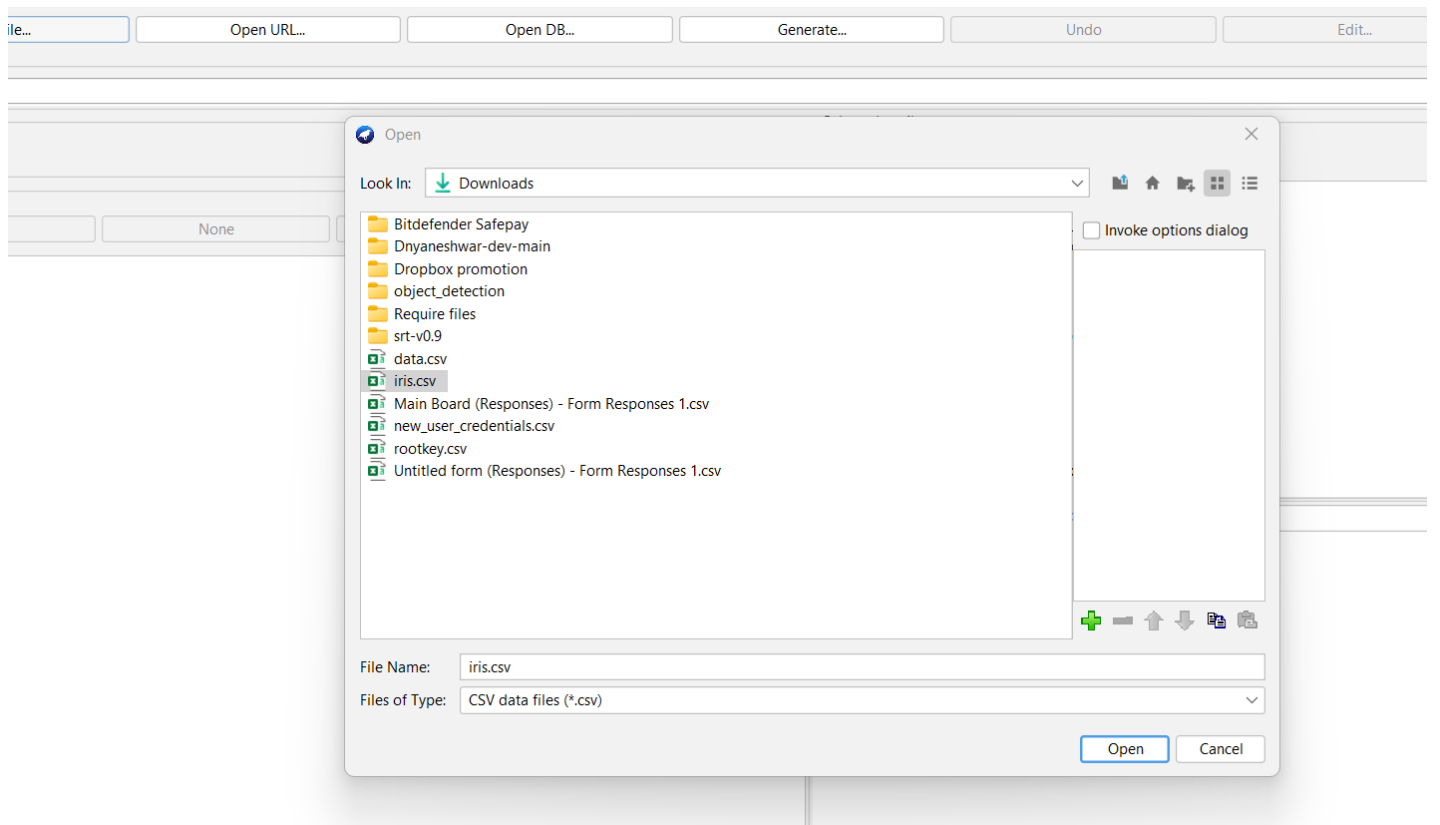 ile...
Open URL...
Open DB...
Generate...
Undo
Edit...
Open
Look In:
Downloads
None
Bitdefender Safepay
Invoke options dialog
Dnyaneshwar-dev-main
Dropbox promotion
object_detection
Require files
srt-v0.9
data.csv
iris.csv
Main Board (Responses) - Form Responses 1.csv
new_user_credentials.csv
rootkey.csv
Untitled form (Responses) - Form Responses 1.csv
File Name:
iris.csv
Files of Type:
CSV data files (*.csv)
Open
Cancel